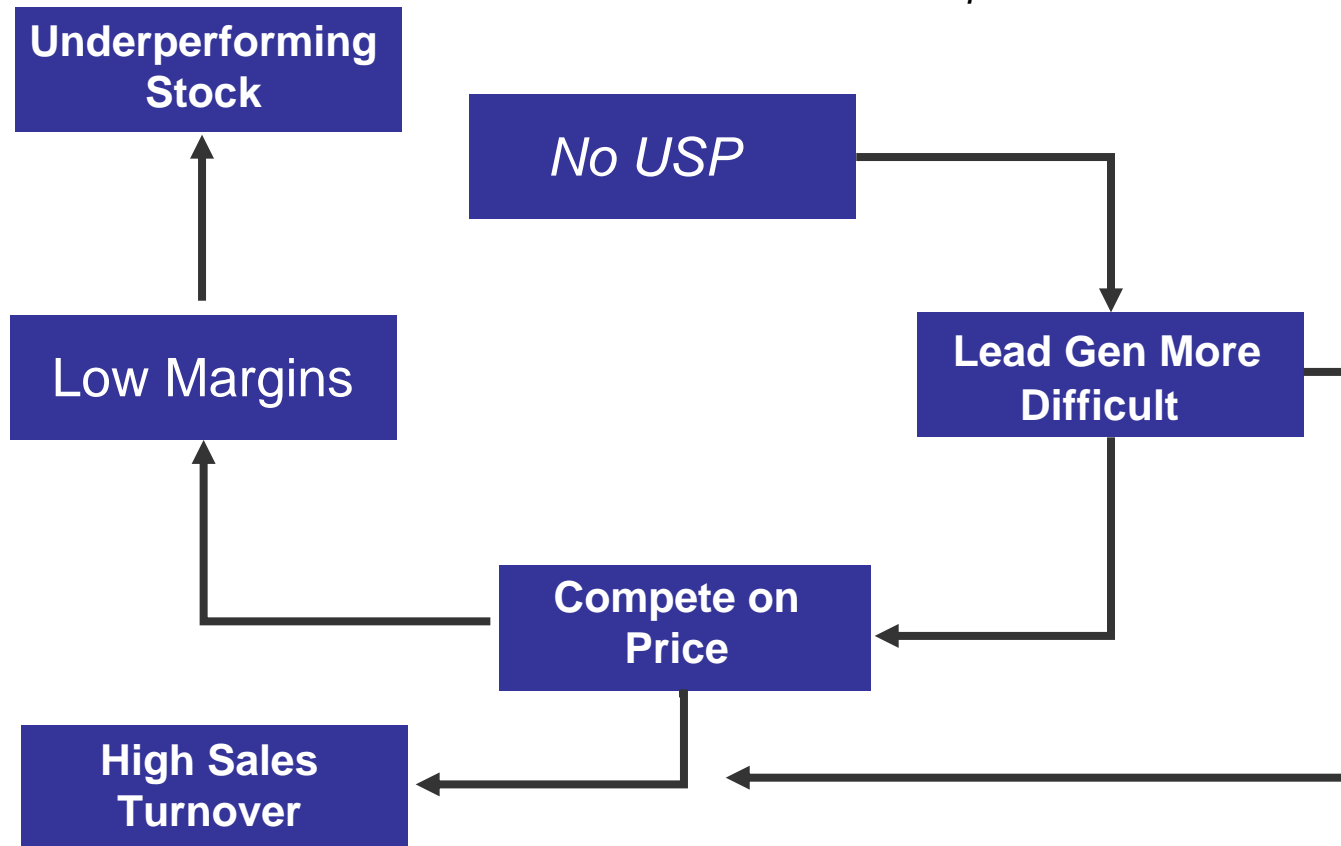 Underperforming
Stock
No USP
Low Margins
Lead Gen More
Difficult
Compete on
Price
High Sales
Turnover